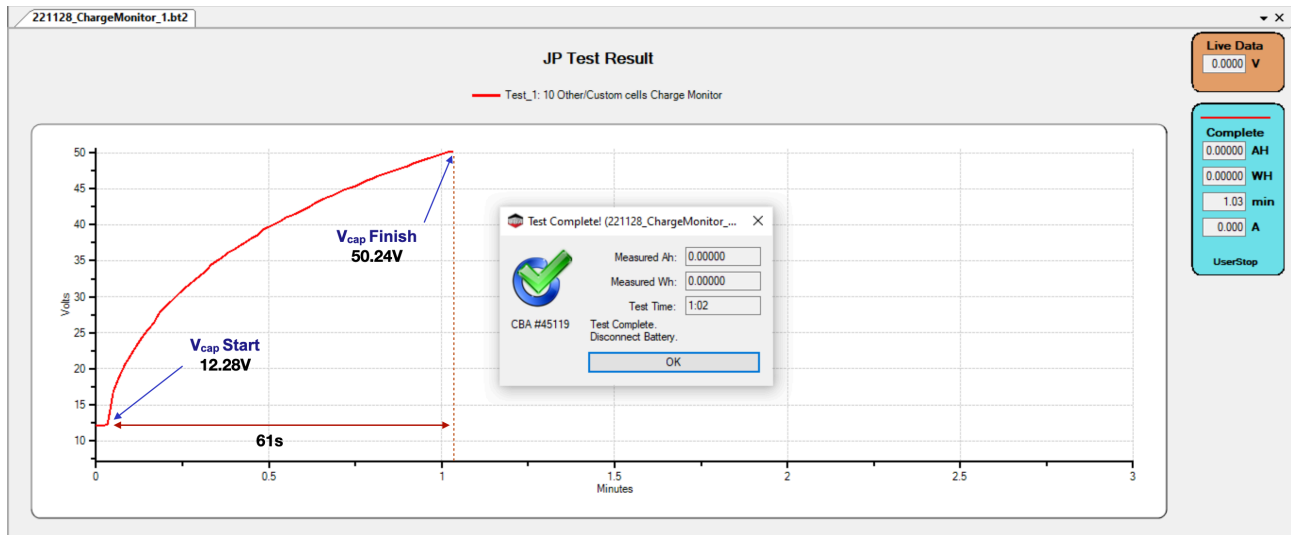 221128_ChargeMonitor_1.bt2
JP Test Result
Test_1: 10 Other/Custom cells Charge Monitor
Live Data
0.0000 V
Complete
0.00000 AH
0.00000 WH
1.03 min
0.000 A
UserStop
50
45
40
35
30
25
20
15
10
Volts
Vcap Finish
50.24V
Vcap Start
12.28V
61s
0 0.5 1 1.5 2 2.5 3
Minutes
Test Complete! (221128_ChargeMonitor_...
Measured Ah: 0.00000
Measured Wh: 0.00000
Test Time: 1:02
CBA #45119
Test Complete.
Disconnect Battery.
OK